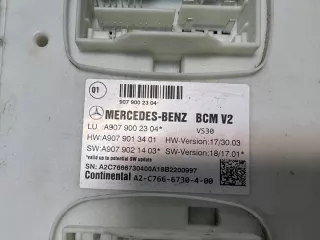 01
907 900 23 04
MERCEDES-BENZ BCM V2
LU :A907 900 23 04* VS30
HW:A907 901 34 01 HW-Version:17/30.03
SW:A907 902 14 03* SW-Version:18/17.01*
*valid up to potential SW update
SN: A2C7666730400A18B2200897
Continental A2-C766-6730-4-00